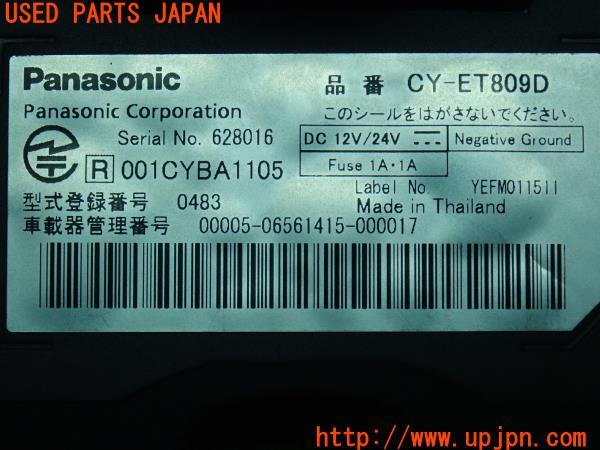 USED PARTS JAPAN
Panasonic
品番 CY-ET809D
Panasonic Corporation
このシールをはがさないでください。
Serial No. 628016
DC 12V/24V
Negative Ground
R 001CYBA1105
Fuse 1A・1A
Label No. YEFM011511
型式登録番号 0483
Made in Thailand
車載器管理番号 00005-06561415-000017
USED PARTS JAPAN
http://www.upjpn.com